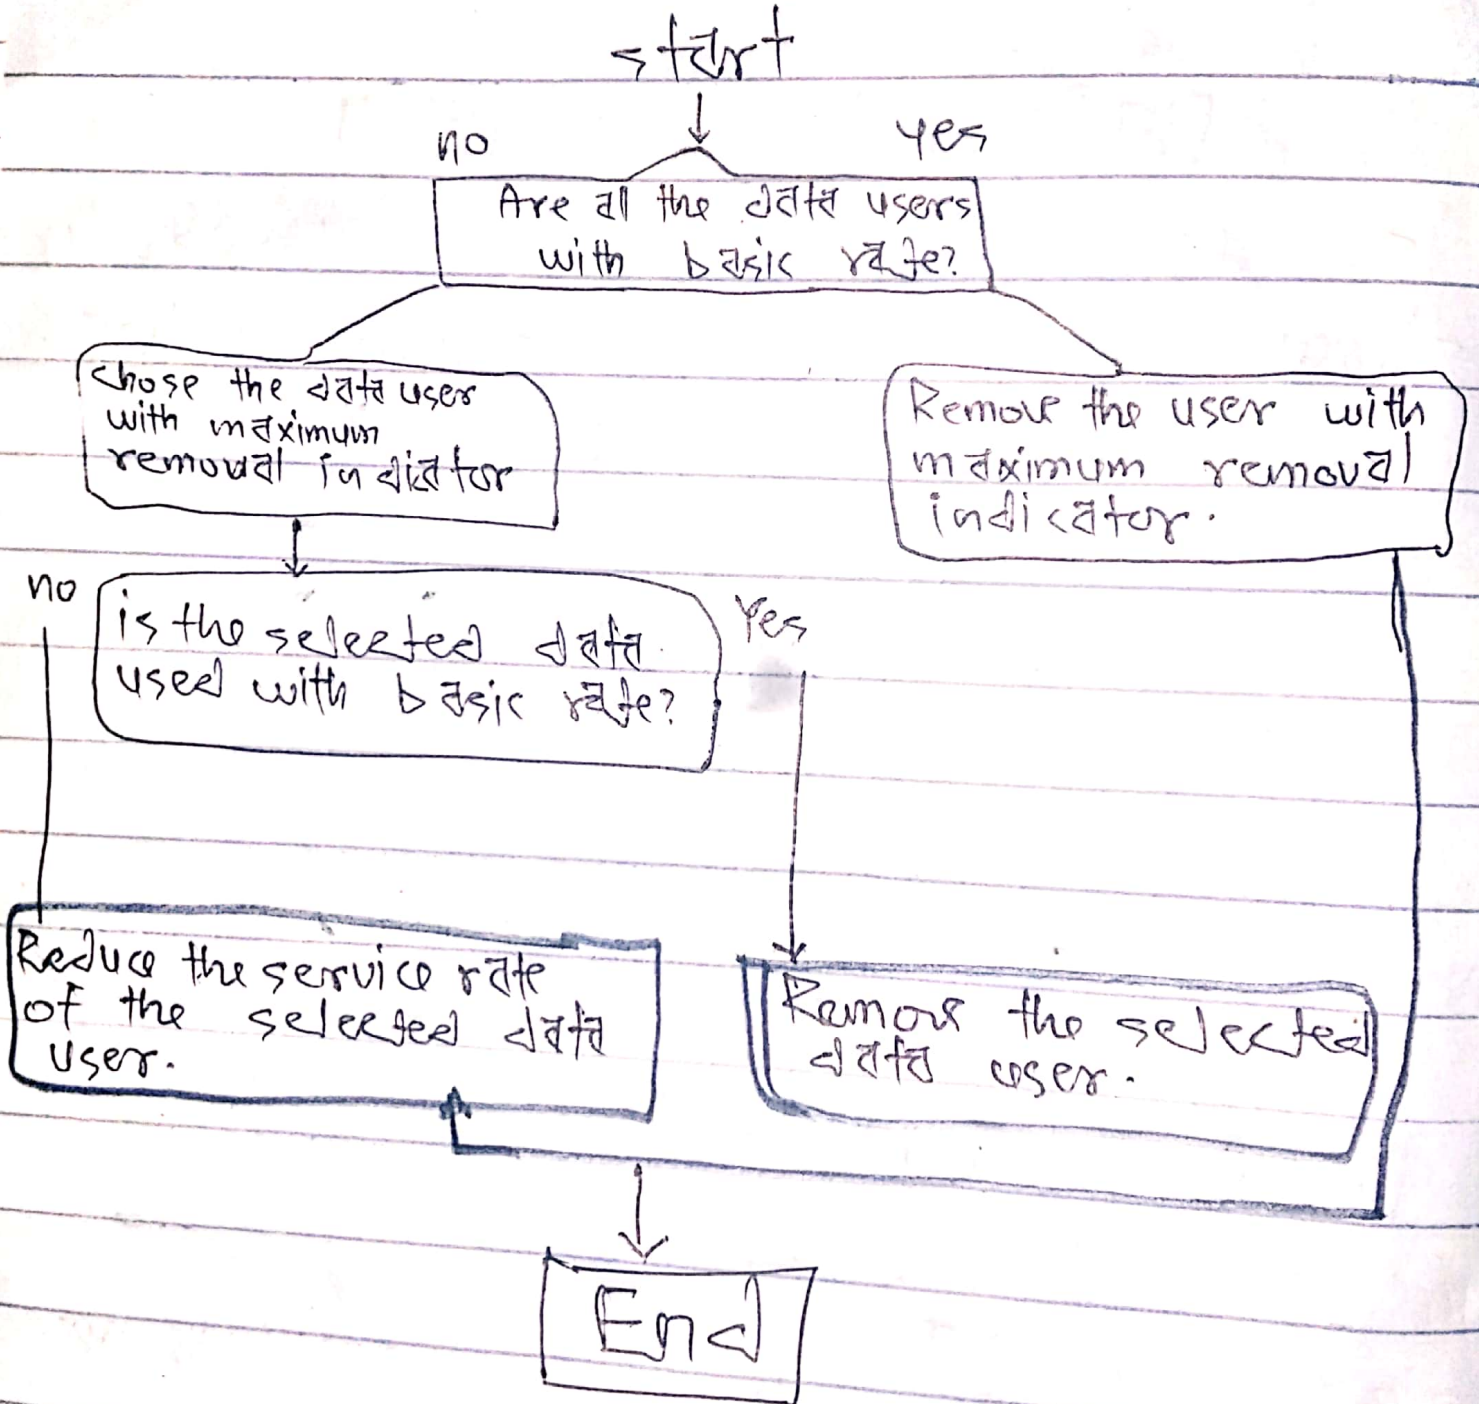 start
no
yes
Are all the data users
with basic rate?
chose the data user
with maximum
removal indiator
Remove the user with
maximum removal
indicator.
no
is the selected data
used with basic rate?
Yes
Reduce the service rate
of the selected data
user.
Remove the selected
data user.
End